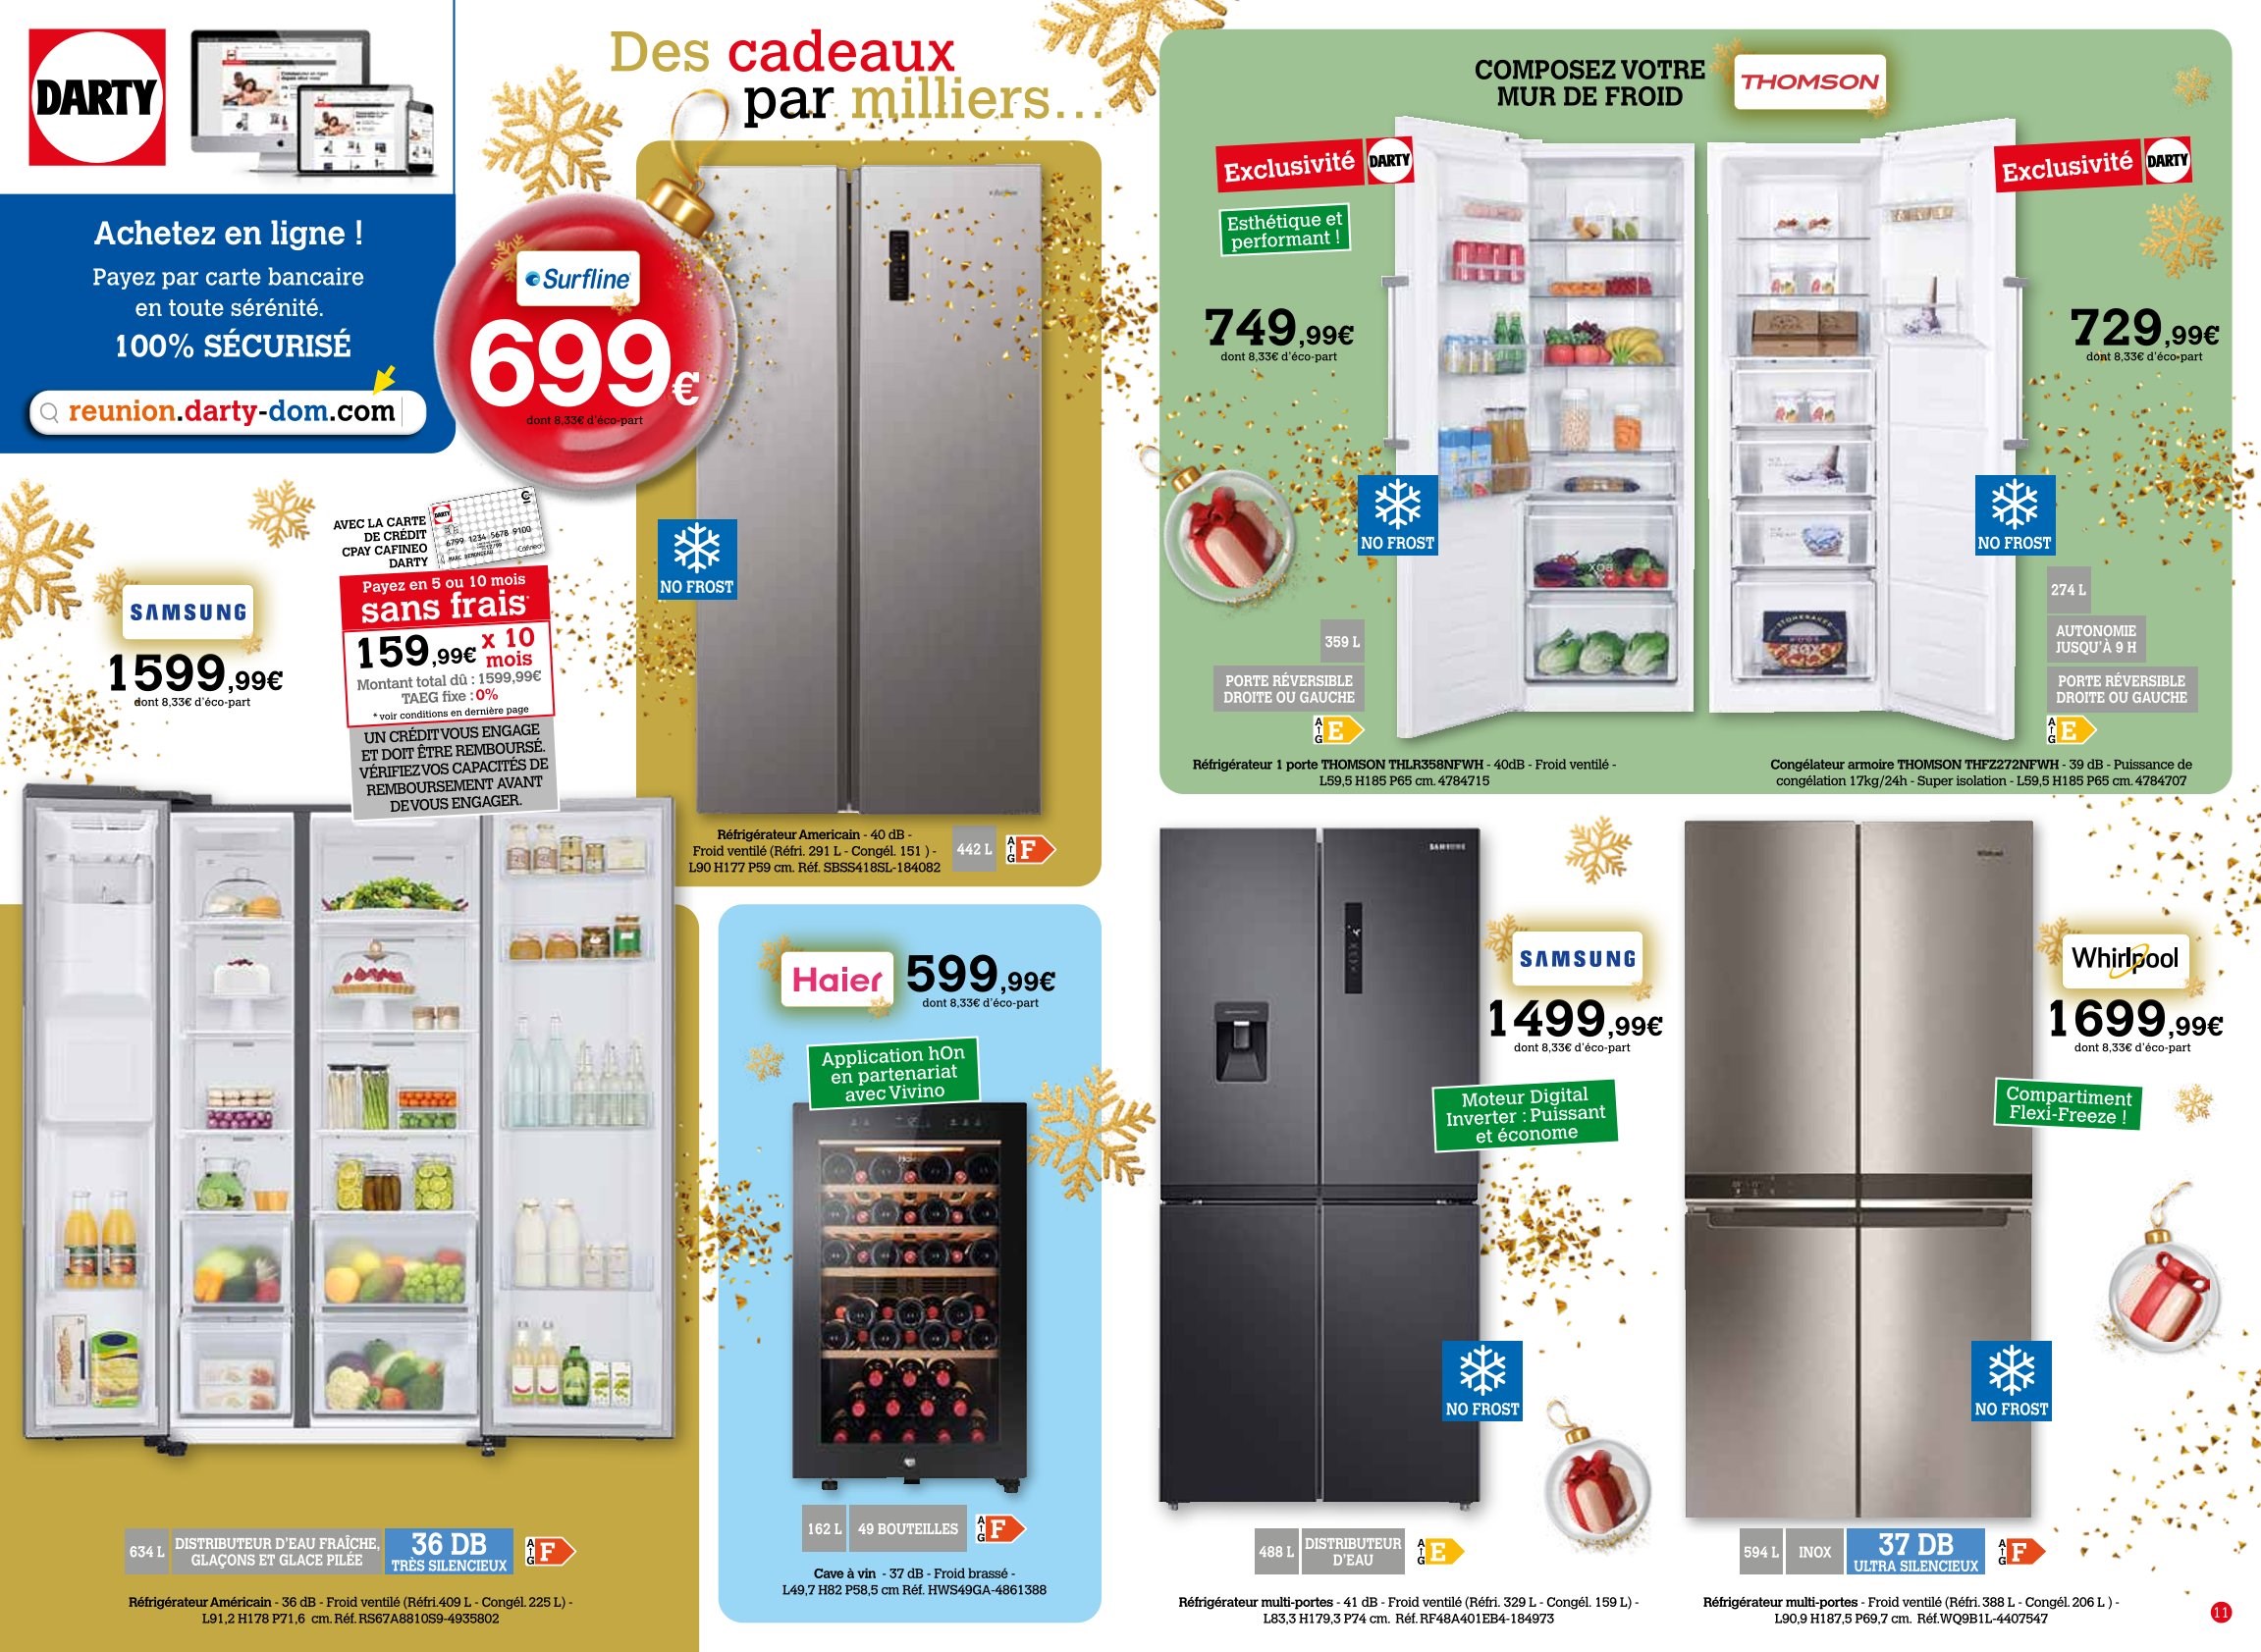 DARTY
Achetez en ligne !
Payez par carte bancaire
en toute sérénité.
100% SÉCURISÉ
reunion.darty-dom.com
Des cadeaux
par milliers...
Surfline
699€
dont 8,33€ d'éco-part
NO FROST
Réfrigérateur Americain - 40 dB -
Froid ventilé (Réfri. 291 L - Congél. 151 ) -
L90 H177 P59 cm. Réf. SBSS418SL-184082
442 L
A
G
F
SAMSUNG
1599,99€
dont 8,33€ d'éco-part
AVEC LA CARTE
DE CRÉDIT
CPAY CAFINEO
DARTY
DARTY
6799 1234 5678 9100
Cafineo
Payez en 5 ou 10 mois
sans frais*
159,99€ x 10
mois
Montant total dû : 1599,99€
TAEG fixe : 0%
* voir conditions en dernière page
UN CRÉDIT VOUS ENGAGE
ET DOIT ÊTRE REMBOURSÉ.
VÉRIFIEZ VOS CAPACITÉS DE
REMBOURSEMENT AVANT
DE VOUS ENGAGER.
634 L
DISTRIBUTEUR D'EAU FRAÎCHE,
GLAÇONS ET GLACE PILÉE
36 DB
TRÈS SILENCIEUX
A
G
F
Réfrigérateur Américain - 36 dB - Froid ventilé (Réfri.409 L - Congél. 225 L) -
L91,2 H178 P71,6 cm. Réf. RS67A8810S9-4935802
Haier
599,99€
dont 8,33€ d'éco-part
Application hOn
en partenariat
avec Vivino
162 L
49 BOUTEILLES
A
G
F
Cave à vin - 37 dB - Froid brassé -
L49,7 H82 P58,5 cm Réf. HWS49GA-4861388
COMPOSEZ VOTRE
MUR DE FROID
THOMSON
Exclusivité DARTY
Esthétique et
performant !
749,99€
dont 8,33€ d'éco-part
NO FROST
359 L
PORTE RÉVERSIBLE
DROITE OU GAUCHE
A
G
E
Réfrigérateur 1 porte THOMSON THLR358NFWH - 40dB - Froid ventilé -
L59,5 H185 P65 cm. 4784715
Exclusivité DARTY
729,99€
dont 8,33€ d'éco-part
NO FROST
274 L
AUTONOMIE
JUSQU'À 9 H
PORTE RÉVERSIBLE
DROITE OU GAUCHE
A
G
E
Congélateur armoire THOMSON THFZ272NFWH - 39 dB - Puissance de
congélation 17kg/24h - Super isolation - L59,5 H185 P65 cm. 4784707
SAMSUNG
SAMSUNG
1499,99€
dont 8,33€ d'éco-part
Moteur Digital
Inverter : Puissant
et économe
NO FROST
488 L
DISTRIBUTEUR
D'EAU
A
G
E
Réfrigérateur multi-portes - 41 dB - Froid ventilé (Réfri. 329 L - Congél. 159 L) -
L83,3 H179,3 P74 cm. Réf. RF48A401EB4-184973
Whirlpool
1699,99€
dont 8,33€ d'éco-part
Compartiment
Flexi-Freeze !
NO FROST
594 L
INOX
37 DB
ULTRA SILENCIEUX
A
G
F
Réfrigérateur multi-portes - Froid ventilé (Réfri. 388 L - Congél. 206 L ) -
L90,9 H187,5 P69,7 cm. Réf.WQ9B1L-4407547
11